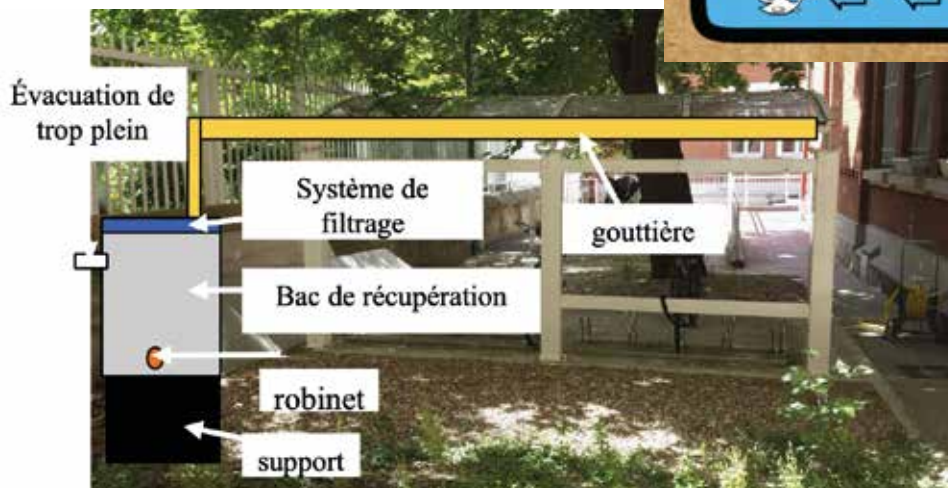 Évacuation de
trop plein
Système de
filtrage
gouttière
Bac de récupération
robinet
support